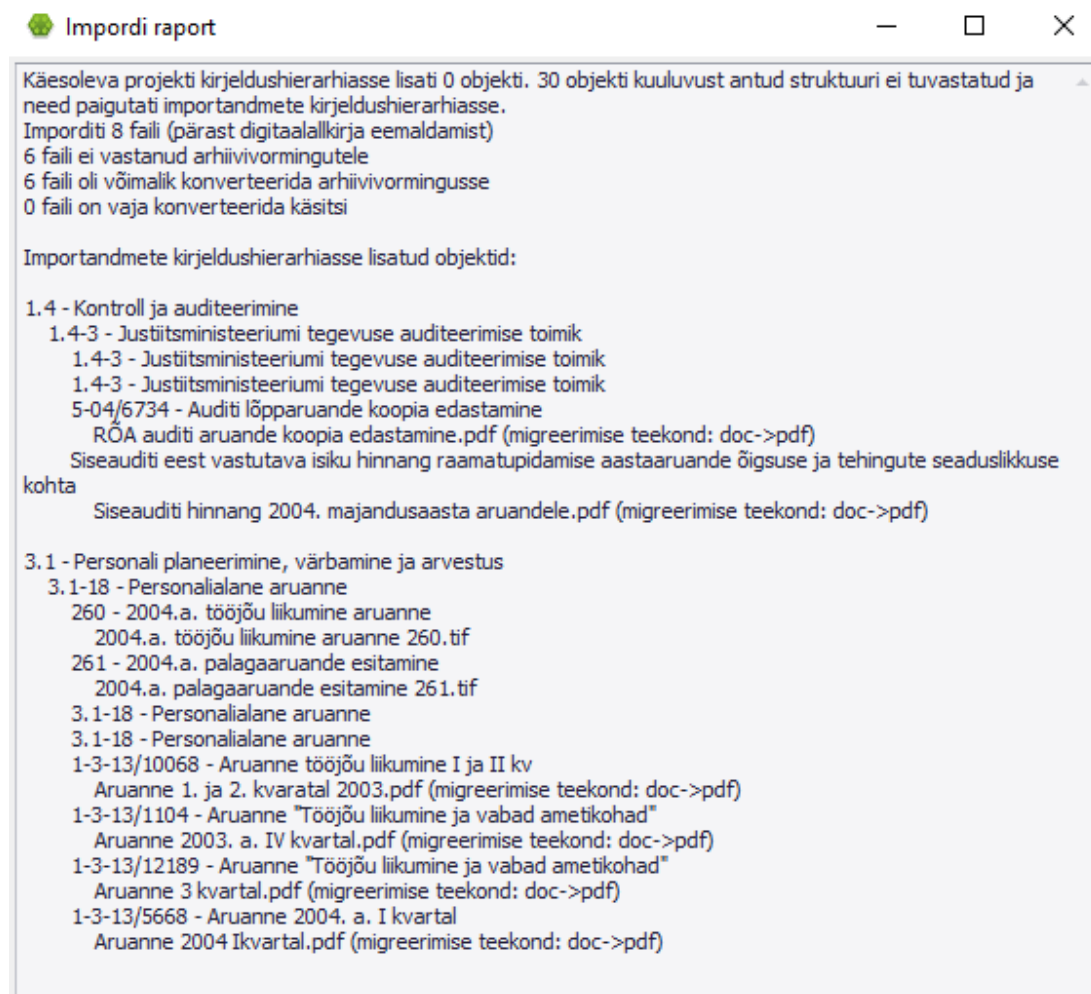 Impordi raport
Käesoleva projekti kirjeldushierarhiasse lisati 0 objekti. 30 objekti kuuluvust antud struktuuri ei tuvastatud ja
need paigutati importandmete kirjeldushierarhiasse.
Imporditi 8 faili (pärast digitaalallkirja eemaldamist)
6 faili ei vastanud arhiivivormingutele
6 faili oli võimalik konverteerida arhiivivormingusse
0 faili on vaja konverteerida käsitsi
Importandmete kirjeldushierarhiasse lisatud objektid:
1.4 - Kontroll ja auditeerimine
1.4-3 - Justiitsministeeriumi tegevuse auditeerimise toimik
1.4-3 - Justiitsministeeriumi tegevuse auditeerimise toimik
1.4-3 - Justiitsministeeriumi tegevuse auditeerimise toimik
5-04/6734 - Auditi lõpparuande koopia edastamine
RÕA auditi aruande koopia edastamine.pdf (migreerimise teekond: doc->pdf)
Siseauditi eest vastutava isiku hinnang raamatupidamise aastaaruande õigsuse ja tehingute seaduslikkuse
kohta
Siseauditi hinnang 2004. majandusaasta aruandele.pdf (migreerimise teekond: doc->pdf)
3.1 - Personali planeerimine, värbamine ja arvestus
3.1-18 - Personalialane aruanne
260 - 2004.a. tööjõu liikumine aruanne
2004.a. tööjõu liikumine aruanne 260.tif
261 - 2004.a. palagaaruande esitamine
2004.a. palagaaruande esitamine 261.tif
3.1-18 - Personalialane aruanne
3.1-18 - Personalialane aruanne
1-3-13/10068 - Aruanne tööjõu liikumine I ja II kv
Aruanne 1. ja 2. kvaratal 2003.pdf (migreerimise teekond: doc->pdf)
1-3-13/1104 - Aruanne "Tööjõu liikumine ja vabad ametikohad"
Aruanne 2003. a. IV kvartal.pdf (migreerimise teekond: doc->pdf)
1-3-13/12189 - Aruanne "Tööjõu liikumine ja vabad ametikohad"
Aruanne 3 kvartal.pdf (migreerimise teekond: doc->pdf)
1-3-13/5668 - Aruanne 2004. a. I kvartal
Aruanne 2004 Ikvartal.pdf (migreerimise teekond: doc->pdf)